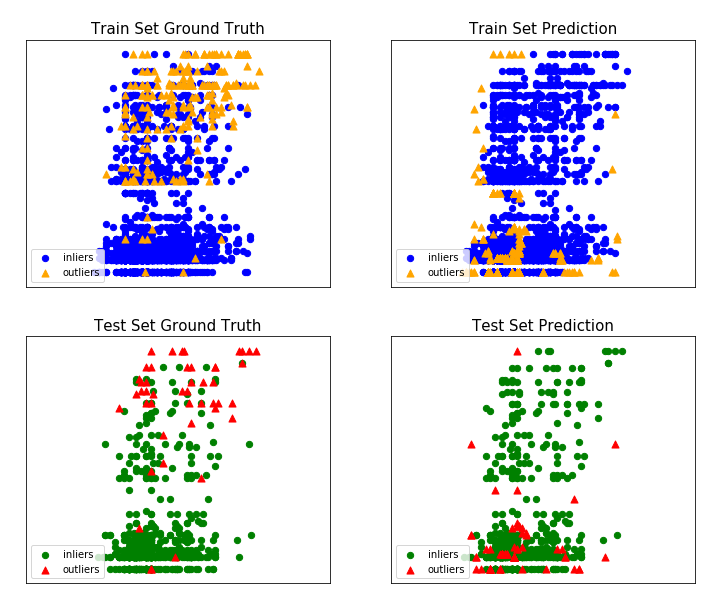 Train Set Ground Truth
Train Set Prediction
inliers
outliers
inliers
outliers
Test Set Ground Truth
Test Set Prediction
inliers
outliers
inliers
outliers